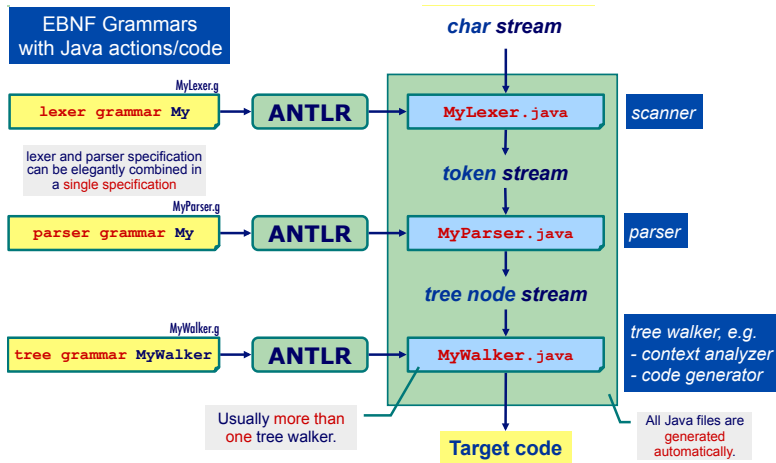 EBNF Grammars
with Java actions/code
char stream
MyLexer.g
lexer grammar My
ANTLR
MyLexer.java
scanner
lexer and parser specification
can be elegantly combined in
a single specification
token stream
MyParser.g
parser grammar My
ANTLR
MyParser.java
parser
tree node stream
MyWalker.g
tree grammar MyWalker
ANTLR
MyWalker.java
tree walker, e.g.
- context analyzer
- code generator
Usually more than
one tree walker.
Target code
All Java files are
generated
automatically.